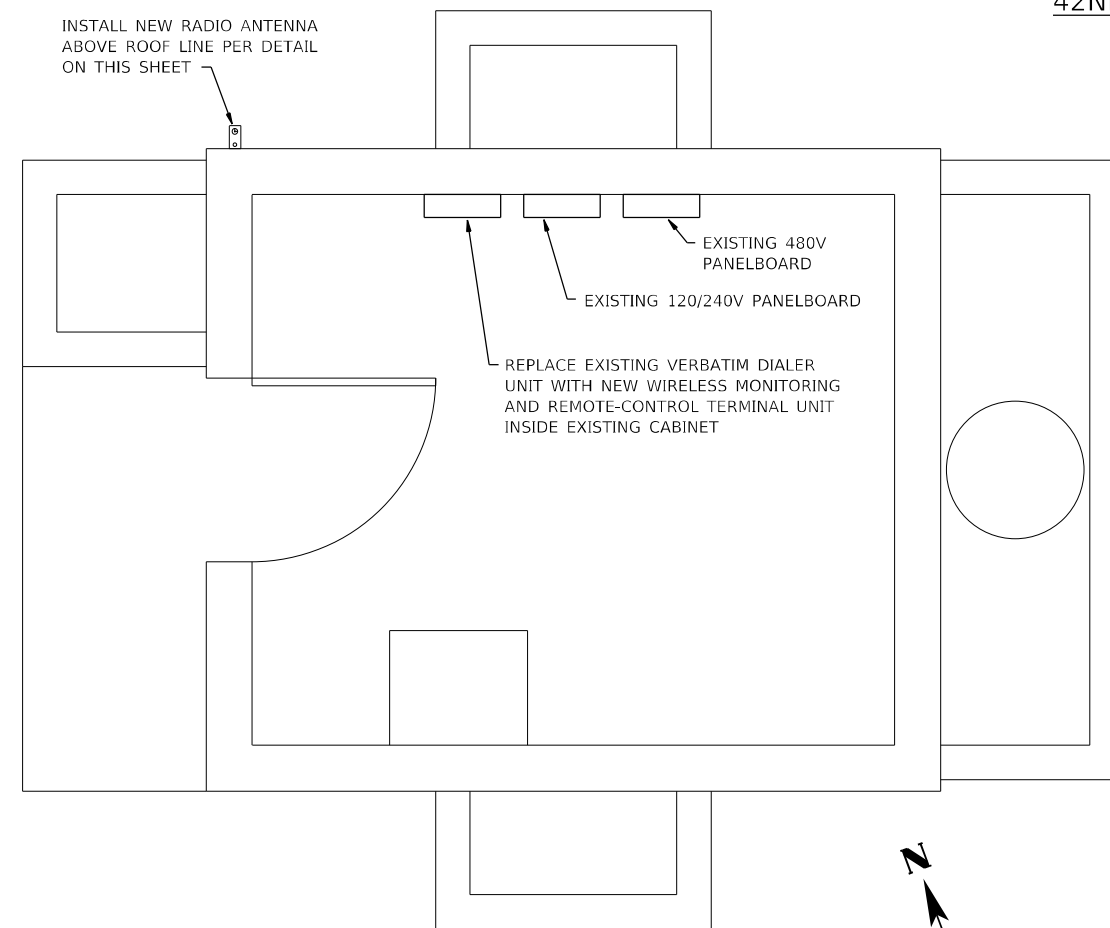 42N
INSTALL NEW RADIO ANTENNA
ABOVE ROOF LINE PER DETAIL
ON THIS SHEET
EXISTING 480V
PANELBOARD
EXISTING 120/240V PANELBOARD
REPLACE EXISTING VERBATIM DIALER
UNIT WITH NEW WIRELESS MONITORING
AND REMOTE-CONTROL TERMINAL UNIT
INSIDE EXISTING CABINET
N